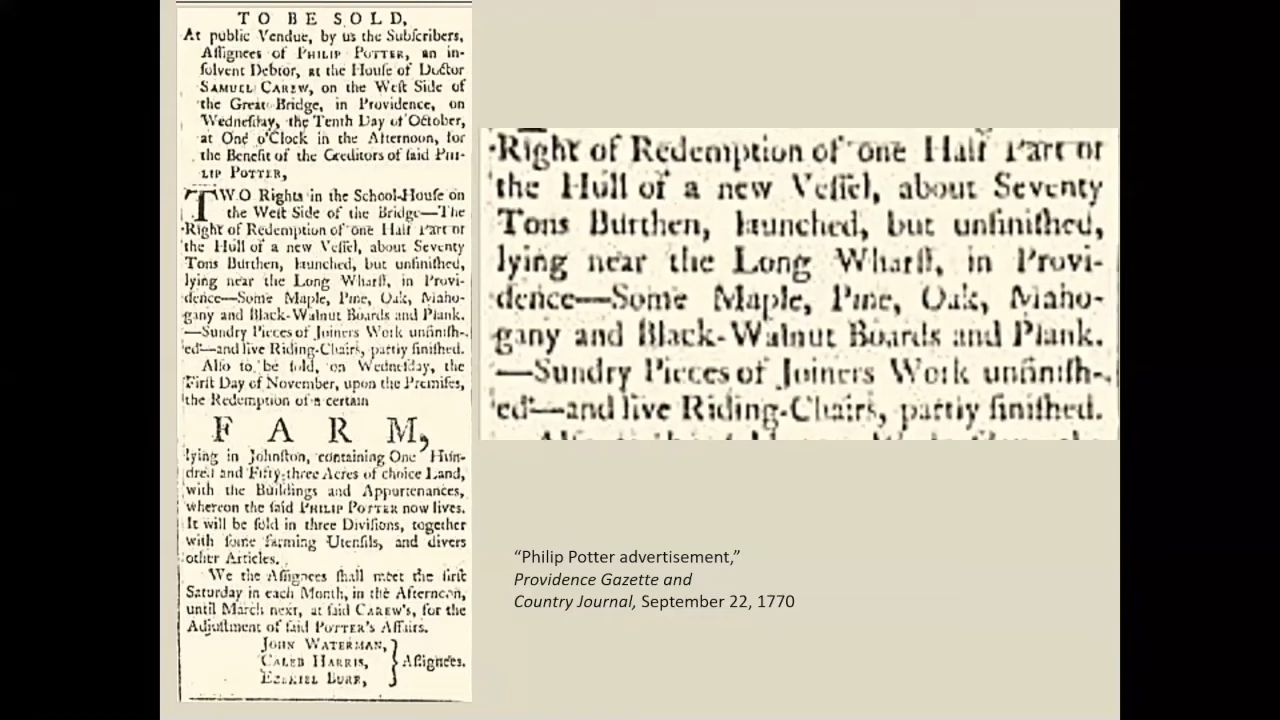 TO BE SOLD,
At public Vendue, by us the Subſcribers,
Aſſignees of PHILIP POTTER, an in-
ſolvent Debtor, at the Houſe of Doctor
SAMUEL CAREW, on the Weſt Side of
the Great Bridge, in Providence, on
Wedneſday, the Tenth Day of October,
at One o'Clock in the Afternoon, for
the Benefit of the Creditors of ſaid PHI-
LIP POTTER,
TWO Rights in the School-Houſe on
the Weſt Side of the Bridge—The
Right of Redemption of one Half Part of
the Hull of a new Veſſel, about Seventy
Tons Burthen, launched, but unfiniſhed,
lying near the Long Wharff, in Provi-
dence—Some Maple, Pine, Oak, Maho-
gany and Black-Walnut Boards and Plank.
—Sundry Pieces of Joiners Work unfiniſh-
ed—and five Riding-Chairs, partly finiſhed.
Alſo to be ſold, on Wedneſday, the
Firſt Day of November, upon the Premiſes,
the Redemption of a certain
FARM,
lying in Johnſton, containing One Hun-
dred and Fifty-three Acres of choice Land,
with the Buildings and Appurtenances,
whereon the ſaid PHILIP POTTER now lives.
It will be ſold in three Diviſions, together
with ſome farming Utenſils, and divers
other Articles.
We the Aſſignees ſhall meet the firſt
Saturday in each Month, in the Afternoon,
until March next, at ſaid CAREW's, for the
Adjuſtment of ſaid POTTER's Affairs.
JOHN WATERMAN,
CALEB HARRIS, } Aſſignees.
EZEKIEL BURR,
Right of Redemption of one Half Part of
the Hull of a new Veſſel, about Seventy
Tons Burthen, launched, but unfiniſhed,
lying near the Long Wharff, in Provi-
dence—Some Maple, Pine, Oak, Maho-
gany and Black-Walnut Boards and Plank.
—Sundry Pieces of Joiners Work unfiniſh-
ed—and five Riding-Chairs, partly finiſhed.
“Philip Potter advertisement,”
Providence Gazette and
Country Journal, September 22, 1770